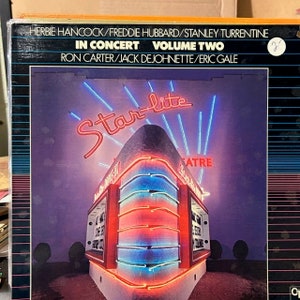 HERBIE HANCOCK/FREDDIE HUBBARD/STANLEY TURRENTINE
IN CONCERT VOLUME TWO
RON CARTER/JACK DEJOHNETTE/ERIC GALE
Star-lite
ATRE